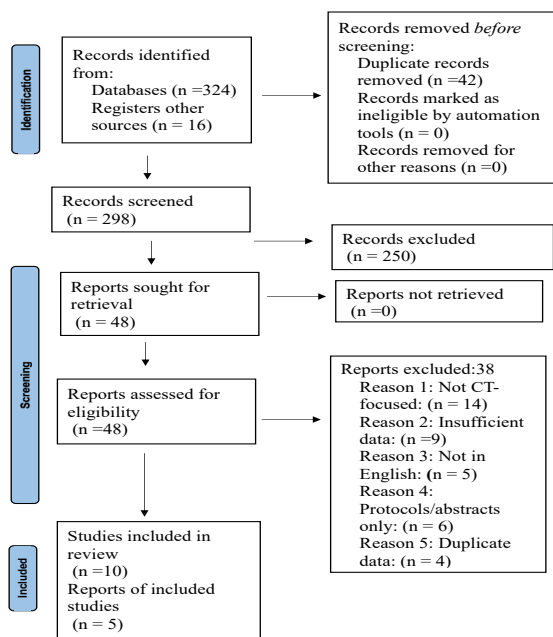 Identification
Records identified
from:
Databases (n =324)
Registers other
sources (n = 16)
Records removed before
screening:
Duplicate records
removed (n =42)
Records marked as
ineligible by automation
tools (n = 0)
Records removed for
other reasons (n =0)
Records screened
(n = 298)
Records excluded
(n = 250)
Screening
Reports sought for
retrieval
(n = 48)
Reports not retrieved
(n =0)
Reports assessed for
eligibility
(n =48)
Reports excluded:38
Reason 1: Not CT-
focused: (n = 14)
Reason 2: Insufficient
data: (n =9)
Reason 3: Not in
English: (n = 5)
Reason 4:
Protocols/abstracts
only: (n = 6)
Reason 5: Duplicate
data: (n = 4)
Included
Studies included in
review
(n =10)
Reports of included
studies
(n = 5)